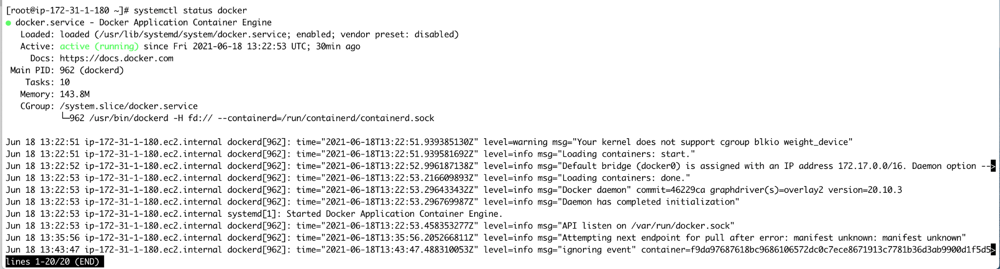 [root@ip-172-31-1-180 ~]# systemctl status docker
● docker.service - Docker Application Container Engine
   Loaded: loaded (/usr/lib/systemd/system/docker.service; enabled; vendor preset: disabled)
   Active: active (running) since Fri 2021-06-18 13:22:53 UTC; 30min ago
     Docs: https://docs.docker.com
 Main PID: 962 (dockerd)
    Tasks: 10
   Memory: 143.8M
   CGroup: /system.slice/docker.service
           └─962 /usr/bin/dockerd -H fd:// --containerd=/run/containerd/containerd.sock

Jun 18 13:22:51 ip-172-31-1-180.ec2.internal dockerd[962]: time="2021-06-18T13:22:51.939385130Z" level=warning msg="Your kernel does not support cgroup blkio weight_device"
Jun 18 13:22:51 ip-172-31-1-180.ec2.internal dockerd[962]: time="2021-06-18T13:22:51.939581692Z" level=info msg="Loading containers: start."
Jun 18 13:22:52 ip-172-31-1-180.ec2.internal dockerd[962]: time="2021-06-18T13:22:52.996187138Z" level=info msg="Default bridge (docker0) is assigned with an IP address 172.17.0.0/16. Daemon option -->
Jun 18 13:22:53 ip-172-31-1-180.ec2.internal dockerd[962]: time="2021-06-18T13:22:53.216609893Z" level=info msg="Loading containers: done."
Jun 18 13:22:53 ip-172-31-1-180.ec2.internal dockerd[962]: time="2021-06-18T13:22:53.296433432Z" level=info msg="Docker daemon" commit=46229ca graphdriver(s)=overlay2 version=20.10.3
Jun 18 13:22:53 ip-172-31-1-180.ec2.internal dockerd[962]: time="2021-06-18T13:22:53.296769987Z" level=info msg="Daemon has completed initialization"
Jun 18 13:22:53 ip-172-31-1-180.ec2.internal systemd[1]: Started Docker Application Container Engine.
Jun 18 13:22:53 ip-172-31-1-180.ec2.internal dockerd[962]: time="2021-06-18T13:22:53.458353277Z" level=info msg="API listen on /var/run/docker.sock"
Jun 18 13:35:56 ip-172-31-1-180.ec2.internal dockerd[962]: time="2021-06-18T13:35:56.205266811Z" level=info msg="Attempting next endpoint for pull after error: manifest unknown: manifest unknown"
Jun 18 13:43:47 ip-172-31-1-180.ec2.internal dockerd[962]: time="2021-06-18T13:43:47.488310053Z" level=info msg="ignoring event" container=f9da97687618bc9686106572dc0c7ece8671913c7781b36d3ab9900d1f5d5>
lines 1-20/20 (END)